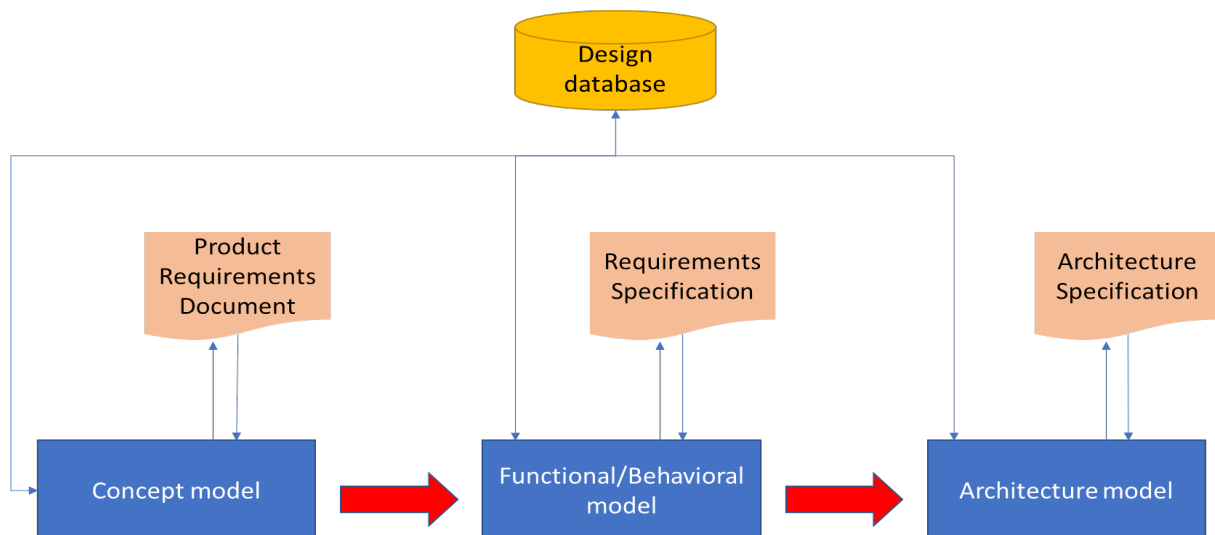 Design
database
Product
Requirements
Document
Requirements
Specification
Architecture
Specification
Concept model
Functional/Behavioral
model
Architecture model